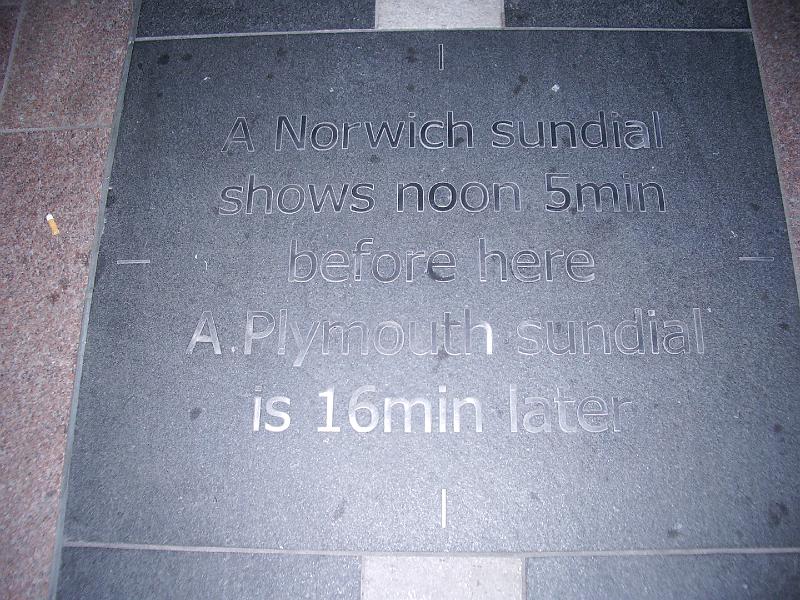 A Norwich sundial
shows noon 5min
before here
A Plymouth sundial
is 16min later